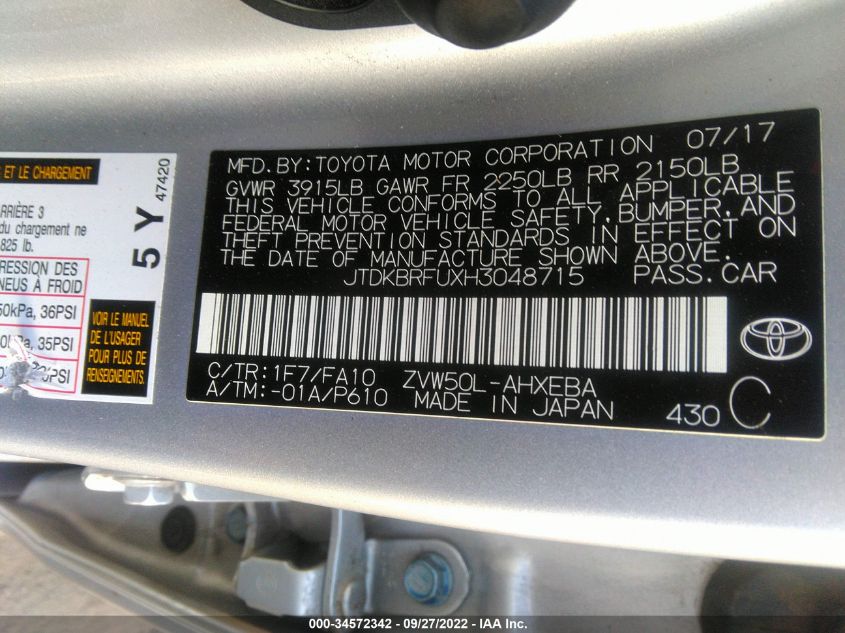 MFD. BY: TOYOTA MOTOR CORPORATION 07/17
GVWR 3915LB GAWR FR 2250LB RR 2150LB
THIS VEHICLE CONFORMS TO ALL APPLICABLE
FEDERAL MOTOR VEHICLE SAFETY, BUMPER, AND
THEFT PREVENTION STANDARDS IN EFFECT ON
THE DATE OF MANUFACTURE SHOWN ABOVE.
JTDKBRFUXH3048715 PASS. CAR
C/TR: 1F7/FA10 ZVW50L-AHXEBA
A/TM: -01A/P610 MADE IN JAPAN 430 C
ET LE CHARGEMENT
ARRIÈRE 3
du chargement ne
825 lb.
5 Y 47420
NEUS À FROID
kPa, 36PSI
kPa, 35PSI
PSI
VOIR LE MANUEL
DE L'USAGER
POUR PLUS DE
RENSEIGNEMENTS
000-34572342 - 09/27/2022 - IAA Inc.